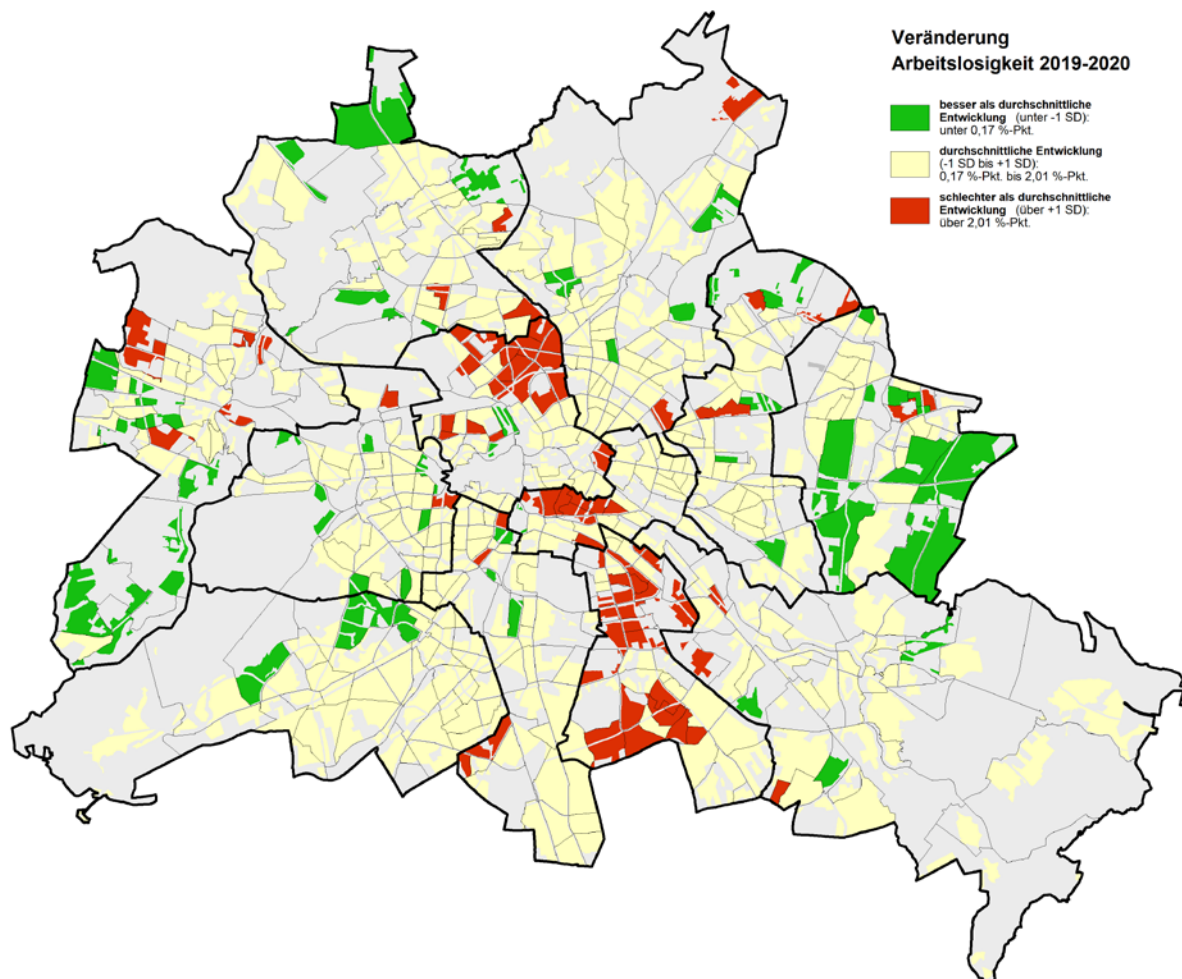 Veränderung
Arbeitslosigkeit 2019-2020
besser als durchschnittliche
Entwicklung (unter -1 SD):
unter 0,17 %-Pkt.
durchschnittliche Entwicklung
(-1 SD bis +1 SD):
0,17 %-Pkt. bis 2,01 %-Pkt.
schlechter als durchschnittliche
Entwicklung (über +1 SD):
über 2,01 %-Pkt.